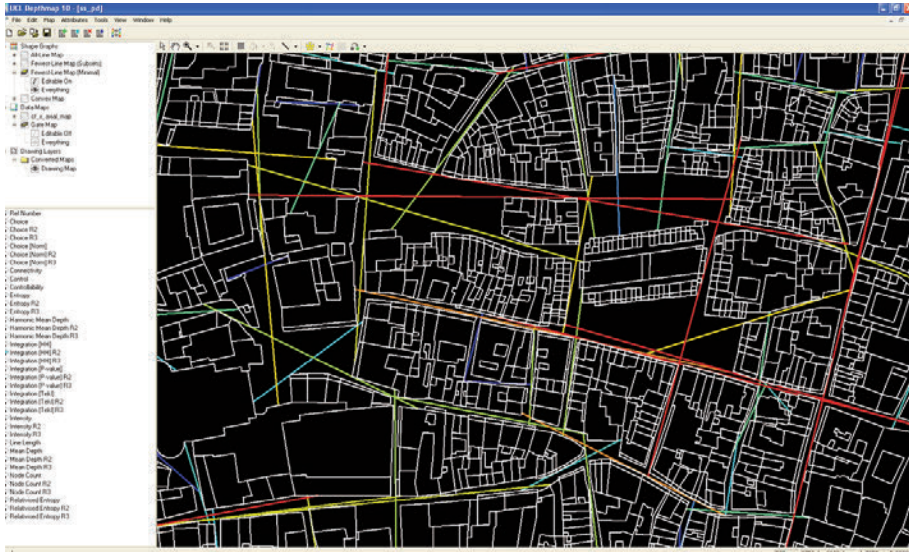 UCL Depthmap 10 - [ss_pd]
File Edit Map Attributes Tools View Window Help
Shape Graphs
All-Line Map
Fewest-Line Map (Subsets)
Fewest-Line Map (Minimal)
Editable On
Everything
Convex Map
Data Maps
Gate Map
Editable Off
Everything
Drawing Layers
Converted Maps
Drawing Map
Ref Number
Choice
Choice R2
Choice R3
Choice [Norm]
Choice [Norm] R2
Choice [Norm] R3
Connectivity
Control
Controllability
Entropy
Entropy R2
Entropy R3
Harmonic Mean Depth
Harmonic Mean Depth R2
Harmonic Mean Depth R3
Integration [HH]
Integration [HH] R2
Integration [HH] R3
Integration [P-value]
Integration [P-value] R2
Integration [P-value] R3
Integration [Tekl]
Integration [Tekl] R2
Integration [Tekl] R3
Intensity
Intensity R2
Intensity R3
Line Length
Mean Depth
Mean Depth R2
Mean Depth R3
Node Count
Node Count R2
Node Count R3
Relativised Entropy
Relativised Entropy R2
Relativised Entropy R3